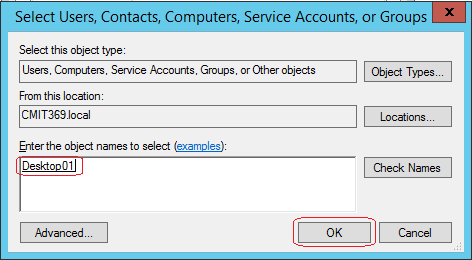 Select Users, Contacts, Computers, Service Accounts, or Groups
x
Select this object type:
Users, Computers, Service Accounts, Groups, or Other objects
Object Types...
From this location:
CMIT369.local
Locations...
Enter the object names to select (examples):
Desktop01
Check Names
Advanced...
OK
Cancel